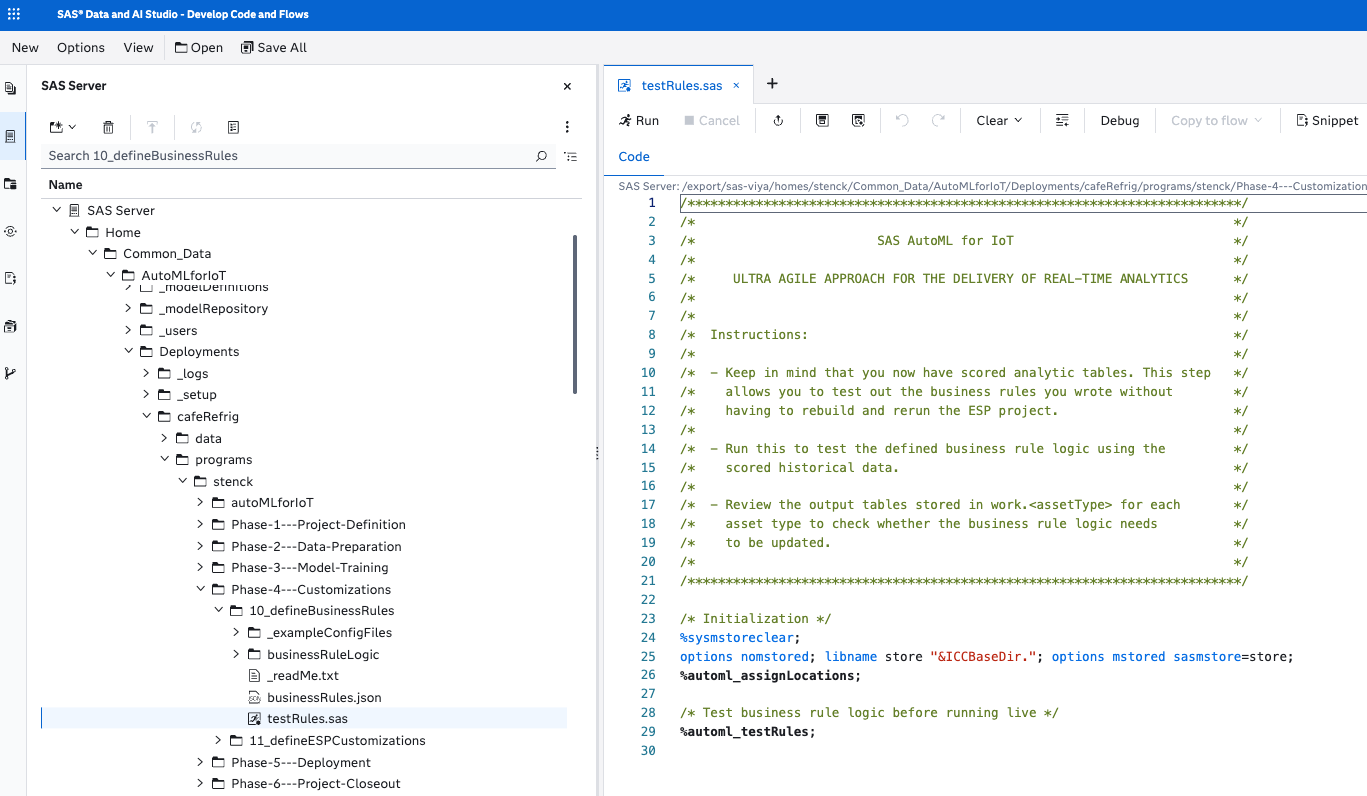 SAS® Data and AI Studio - Develop Code and Flows
New Options View Open Save All
SAS Server
Search 10_defineBusinessRules
Name
SAS Server
Home
Common_Data
AutoMLforIoT
_modelDefinitions
_modelRepository
_users
Deployments
_logs
_setup
cafeRefrig
data
programs
stenck
autoMLforIoT
Phase-1---Project-Definition
Phase-2---Data-Preparation
Phase-3---Model-Training
Phase-4---Customizations
10_defineBusinessRules
_exampleConfigFiles
businessRuleLogic
_readMe.txt
businessRules.json
testRules.sas
11_defineESPCustomizations
Phase-5---Deployment
Phase-6---Project-Closeout
testRules.sas × +
Run Cancel Clear Debug Copy to flow Snippet
Code
SAS Server: /export/sas-viya/homes/stenck/Common_Data/AutoMLforIoT/Deployments/cafeRefrig/programs/stenck/Phase-4---Customization
1 /*************************************************************************/
2 /* */
3 /* SAS AutoML for IoT */
4 /* */
5 /* ULTRA AGILE APPROACH FOR THE DELIVERY OF REAL-TIME ANALYTICS */
6 /* */
7 /* */
8 /* Instructions: */
9 /* */
10 /* - Keep in mind that you now have scored analytic tables. This step */
11 /* allows you to test out the business rules you wrote without */
12 /* having to rebuild and rerun the ESP project. */
13 /* */
14 /* - Run this to test the defined business rule logic using the */
15 /* scored historical data. */
16 /* */
17 /* - Review the output tables stored in work.<assetType> for each */
18 /* asset type to check whether the business rule logic needs */
19 /* to be updated. */
20 /* */
21 /*************************************************************************/
22
23 /* Initialization */
24 %sysmstoreclear;
25 options nomstored; libname store "&ICCBaseDir."; options mstored sasmstore=store;
26 %automl_assignLocations;
27
28 /* Test business rule logic before running live */
29 %automl_testRules;
30